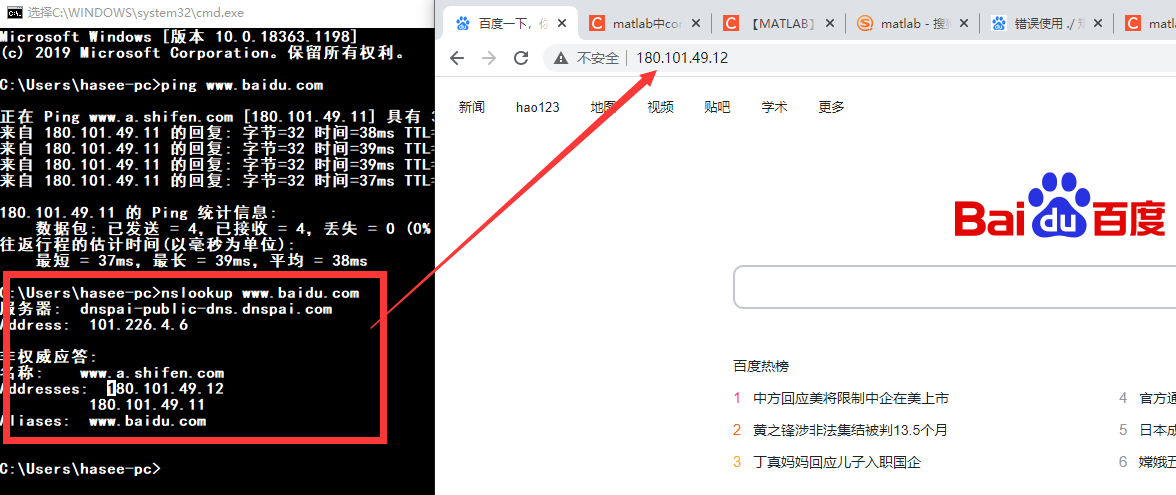 选择C:\WINDOWS\system32\cmd.exe
Microsoft Windows [版本 10.0.18363.1198]
(c) 2019 Microsoft Corporation。保留所有权利。
C:\Users\hasee-pc>ping www.baidu.com
正在 Ping www.a.shifen.com [180.101.49.11] 具有
来自 180.101.49.11 的回复: 字节=32 时间=38ms TTL=
来自 180.101.49.11 的回复: 字节=32 时间=39ms TTL=
来自 180.101.49.11 的回复: 字节=32 时间=39ms TTL=
来自 180.101.49.11 的回复: 字节=32 时间=37ms TTL=
180.101.49.11 的 Ping 统计信息:
数据包: 已发送 = 4，已接收 = 4，丢失 = 0 (0%
往返行程的估计时间(以毫秒为单位):
最短 = 37ms，最长 = 39ms，平均 = 38ms
C:\Users\hasee-pc>nslookup www.baidu.com
服务器: dnspai-public-dns.dnspai.com
Address: 101.226.4.6
非权威应答:
名称: www.a.shifen.com
Addresses: 180.101.49.12
180.101.49.11
Aliases: www.baidu.com
C:\Users\hasee-pc>
百度一下，你
matlab中co
【MATLAB】
matlab - 搜
错误使用 ./ 
matl
不安全 180.101.49.12
新闻 hao123 地图 视频 贴吧 学术 更多
Bai du 百度
百度热榜
1 中方回应美将限制中企在美上市 4 官方通
2 黄之锋涉非法集结被判13.5个月 5 日本成
3 丁真妈妈回应儿子入职国企 6 嫦娥五